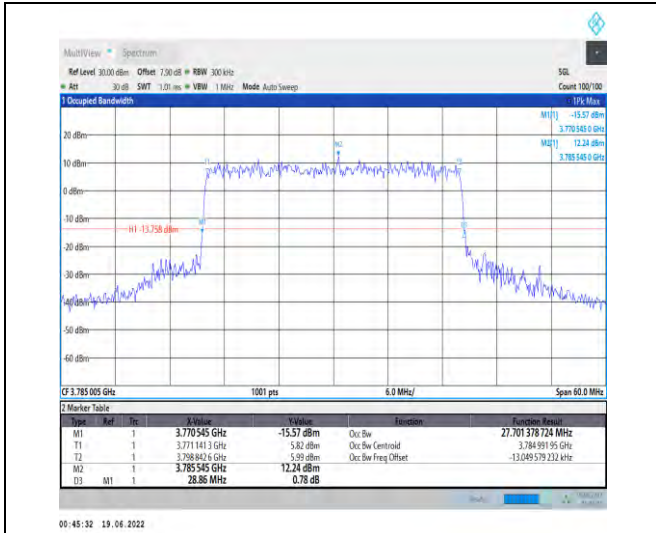 MultiView Spectrum
Ref Level 30.00 dBm Offset 7.90 dB RBW 300 kHz SGL
Att 30 dB SWT 1.01 ms VBW 1 MHz Mode Auto Sweep Count 100/100
1 Occupied Bandwidth 1Pk Max
M1[1] -15.57 dBm
3.770 545 0 GHz
M2[1] 12.24 dBm
3.785 545 0 GHz
20 dBm
M2
10 dBm
T1
0 dBm
-10 dBm
M1
H1 -13.758 dBm
-20 dBm
-30 dBm
-40 dBm
-50 dBm
-60 dBm
CF 3.785 005 GHz 1001 pts 6.0 MHz/ Span 60.0 MHz
2 Marker Table
Type Ref Trc X-Value Y-Value Function Function Result
M1 1 3.770 545 GHz -15.57 dBm Occ Bw 27.701 378 724 MHz
T1 1 3.771 141 3 GHz 5.82 dBm Occ Bw Centroid 3.784 991 95 GHz
T2 1 3.798 842 6 GHz 5.99 dBm Occ Bw Freq Offset -13.049 579 232 kHz
M2 1 3.785 545 GHz 12.24 dBm
D3 M1 1 28.86 MHz 0.78 dB
00:45:32 19.06.2022